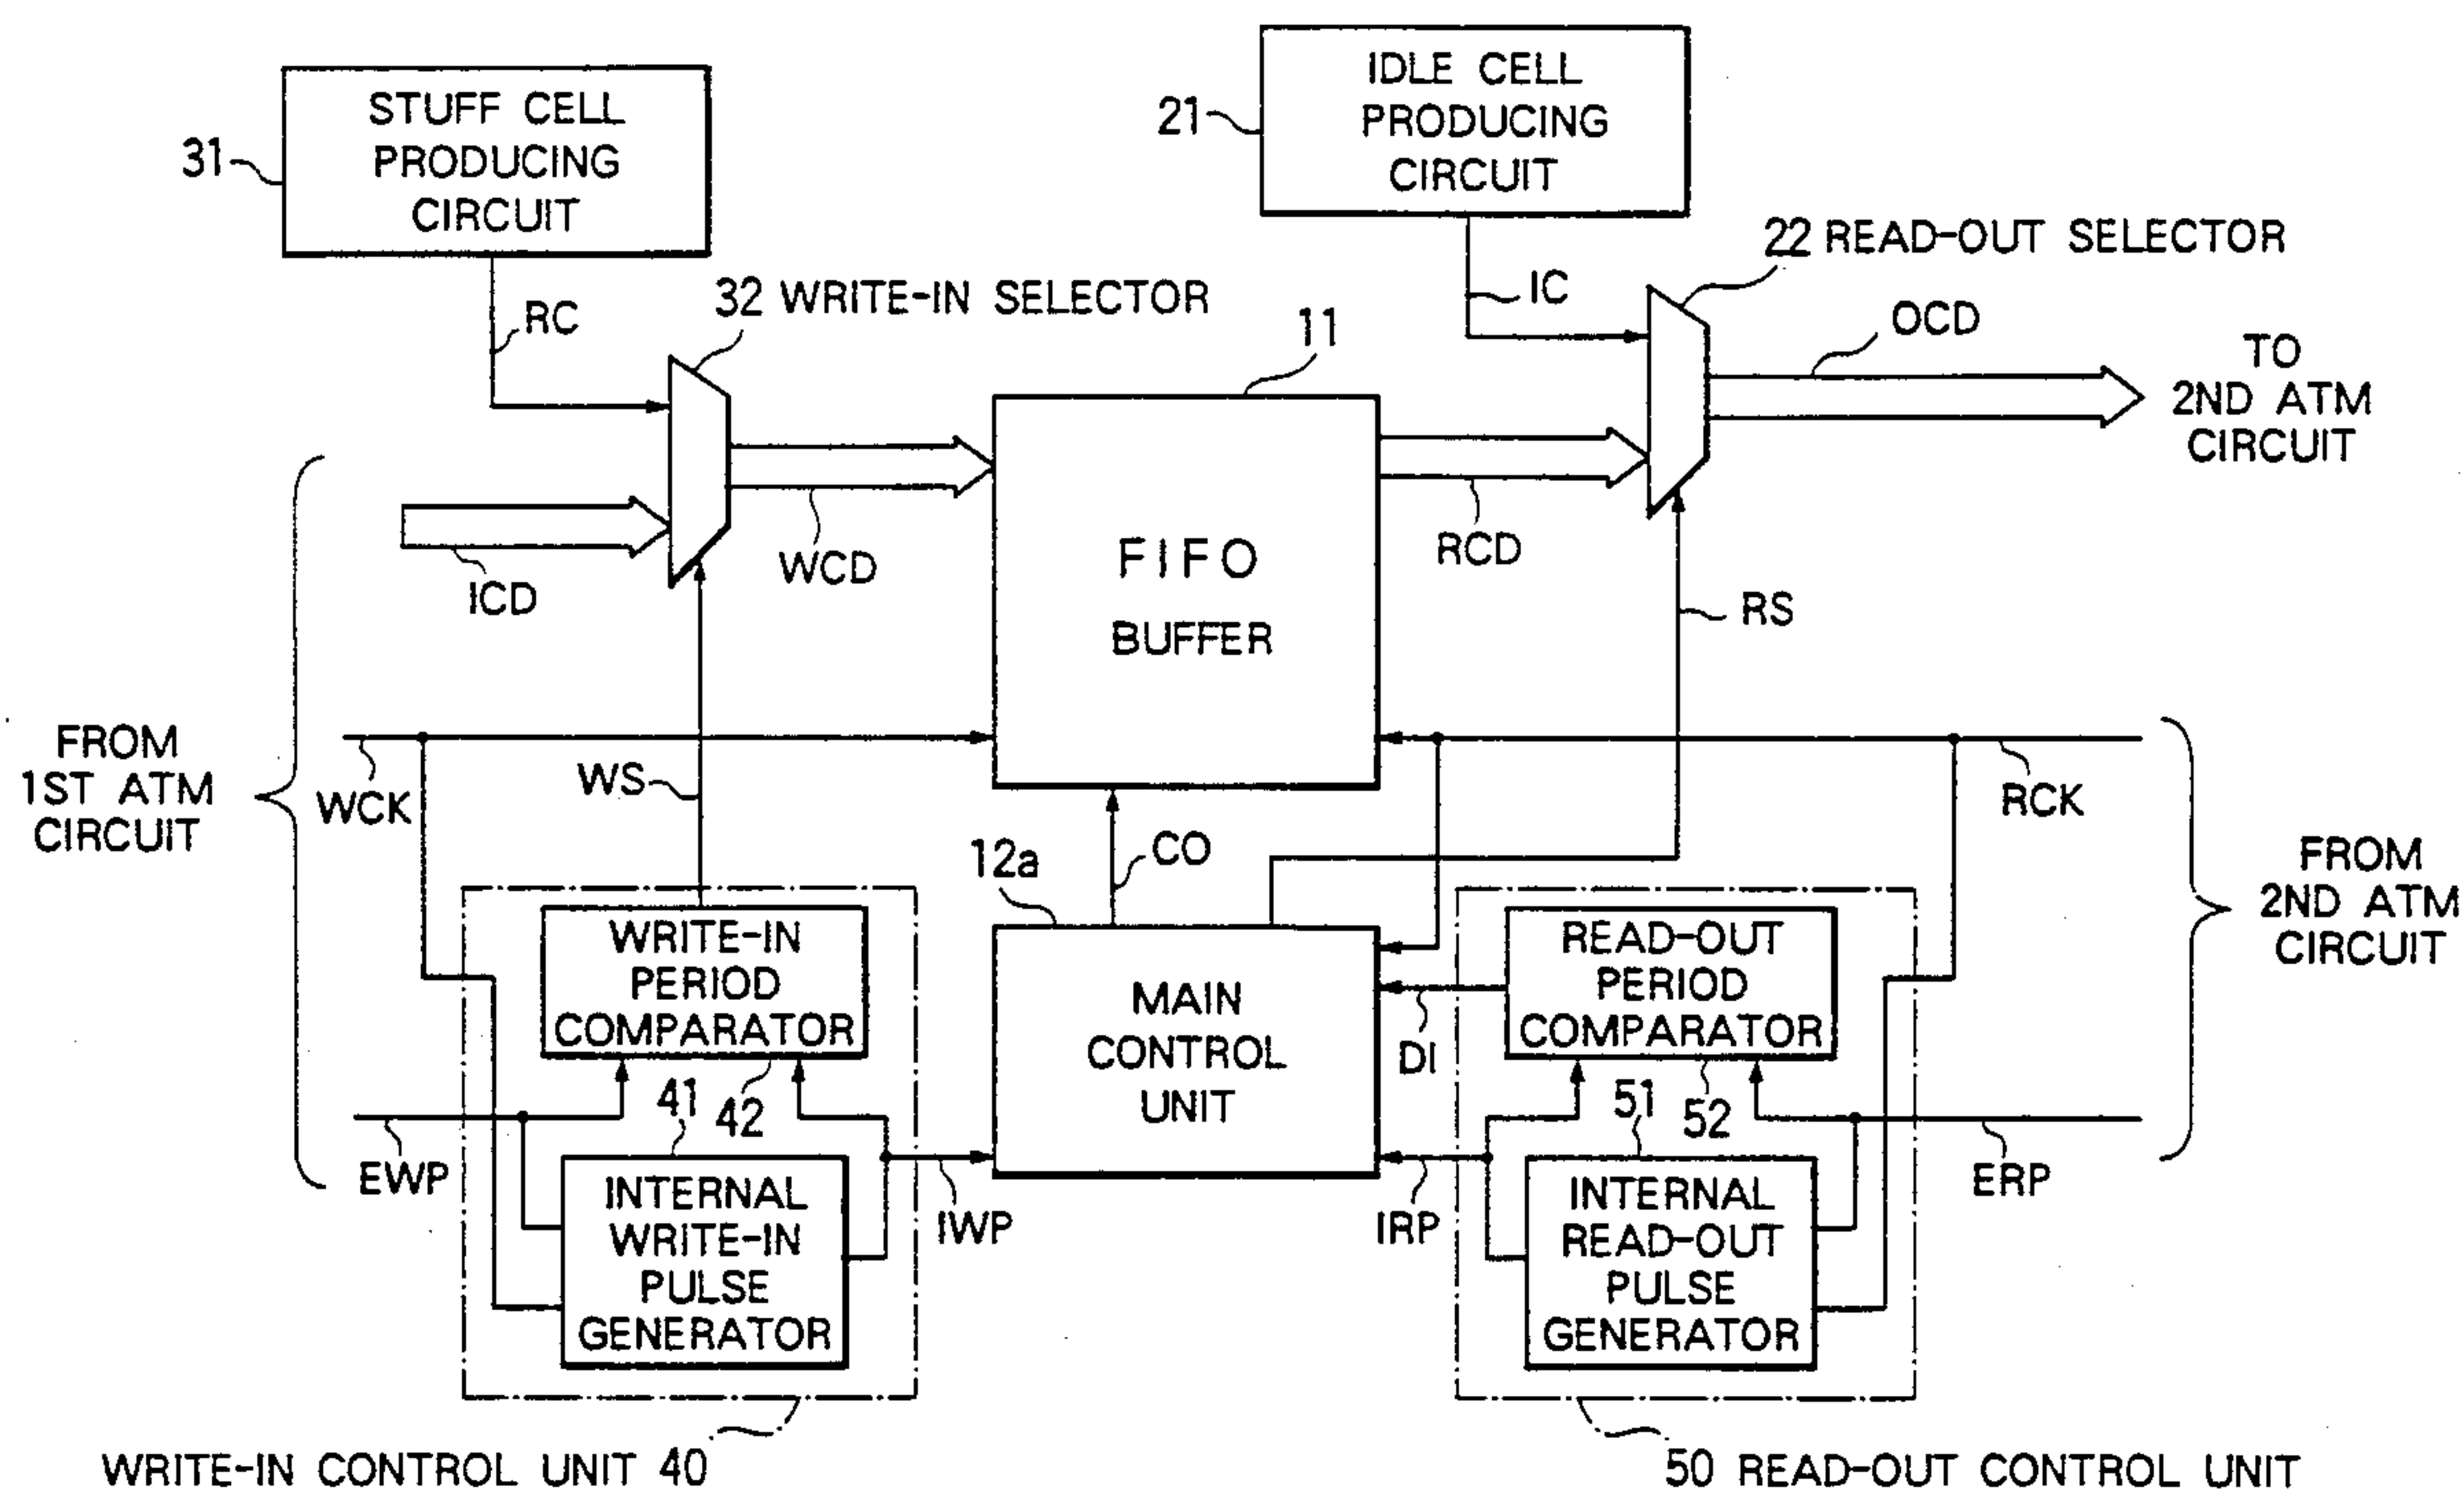 IDLE CELL
PRODUCING
CIRCUIT
21
STUFF CELL
PRODUCING
CIRCUIT
31
22 READ-OUT SELECTOR
32 WRITE-IN SELECTOR
IC
RC
11
OCD
TO
2ND ATM
CIRCUIT
FIFO
BUFFER
WCD
RCD
ICD
RS
FROM
1ST ATM
CIRCUIT
WCK
WS
RCK
CO
12a
FROM
2ND ATM
CIRCUIT
WRITE-IN
PERIOD
COMPARATOR
MAIN
CONTROL
UNIT
READ-OUT
PERIOD
COMPARATOR
DI
41
42
51
52
EWP
INTERNAL
WRITE-IN
PULSE
GENERATOR
IWP
IRP
INTERNAL
READ-OUT
PULSE
GENERATOR
ERP
WRITE-IN CONTROL UNIT 40
50 READ-OUT CONTROL UNIT